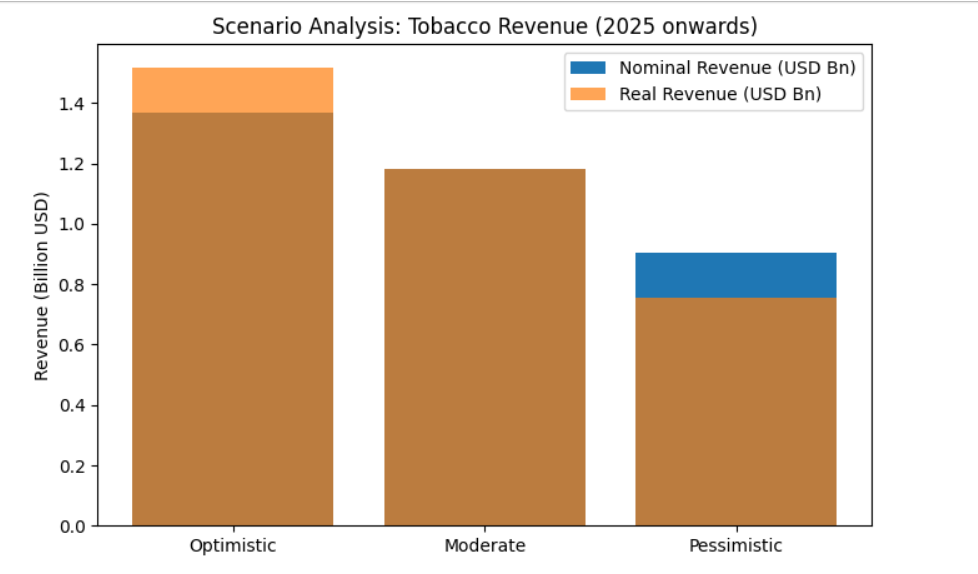 Scenario Analysis: Tobacco Revenue (2025 onwards)
Nominal Revenue (USD Bn)
Real Revenue (USD Bn)
Revenue (Billion USD)
1.4
1.2
1.0
0.8
0.6
0.4
0.2
0.0
Optimistic Moderate Pessimistic